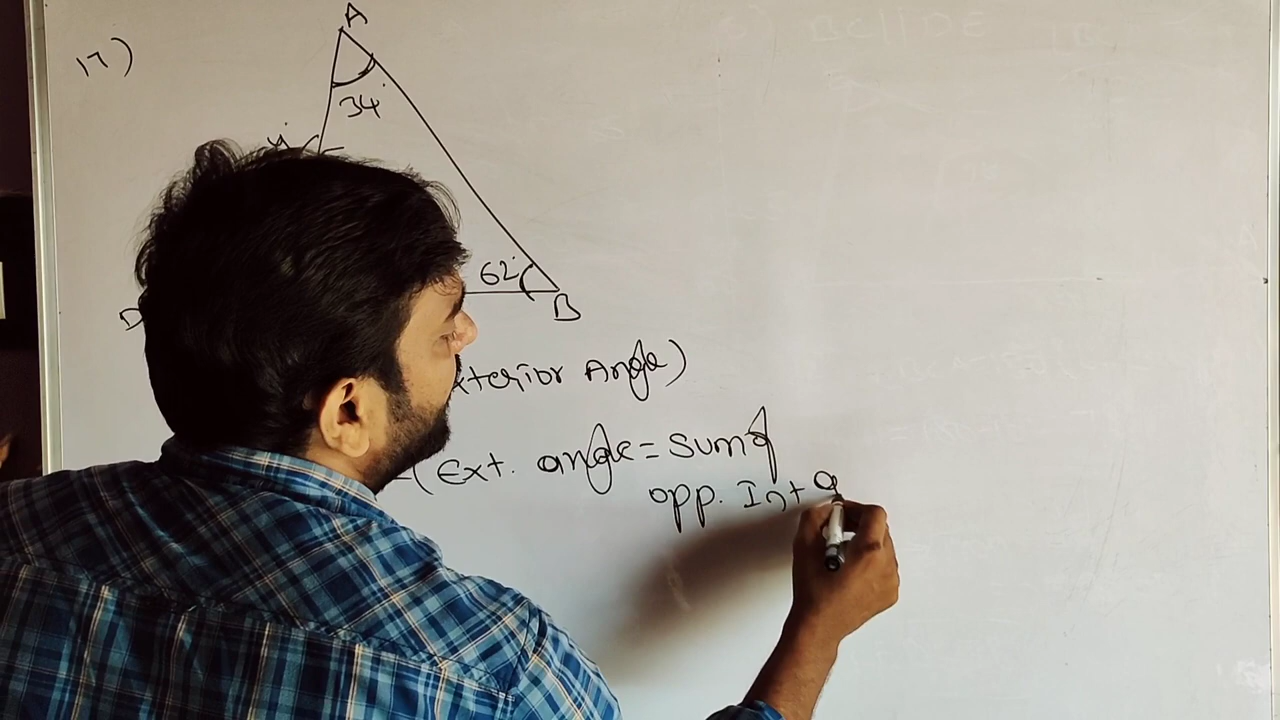 17)
A
34°
62°
B
D
xterior Angle)
(Ext. angle = Sum of
opp. Int a